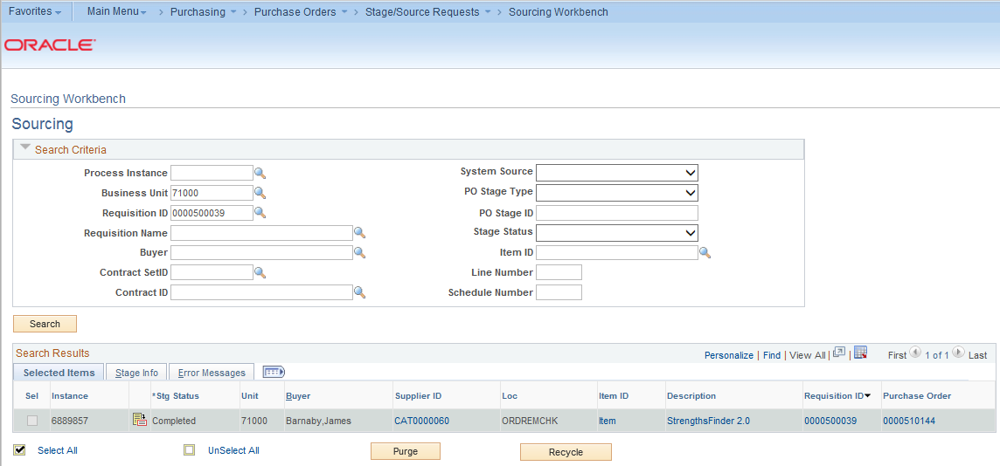 Favorites Main Menu > Purchasing > Purchase Orders > Stage/Source Requests > Sourcing Workbench
ORACLE
Sourcing Workbench
Sourcing
Search Criteria
Process Instance System Source
Business Unit 71000 PO Stage Type
Requisition ID 0000500039 PO Stage ID
Requisition Name Stage Status
Buyer Item ID
Contract SetID Line Number
Contract ID Schedule Number
Search
Search Results Personalize | Find | View All | | First 1 of 1 Last
Selected Items Stage Info Error Messages
Sel Instance *Stg Status Unit Buyer Supplier ID Loc Item ID Description Requisition ID Purchase Order
6889857 Completed 71000 Barnaby,James CAT0000060 ORDREMCHK Item StrengthsFinder 2.0 0000500039 0000510144
Select All UnSelect All Purge Recycle